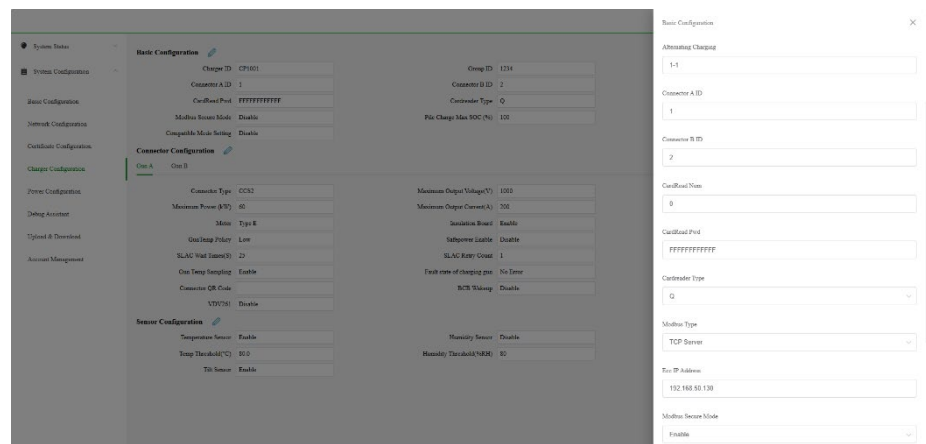 System Status
System Configuration
Basic Configuration
Network Configuration
Certificate Configuration
Charger Configuration
Power Configuration
Debug Assistant
Upload & Download
Account Management
Basic Configuration
Charger ID CP1001 Group ID 1234
Connector A ID 1 Connector B ID 2
CardRead Pwd FFFFFFFFFFFF Cardreader Type Q
Modbus Secure Mode Disable Pile Charge Max SOC (%) 100
Compatible Mode Setting Disable
Connector Configuration
Gun A Gun B
Connector Type CCS2 Maximum Output Voltage(V) 1000
Maximum Power (kW) 60 Maximum Output Current(A) 200
Meter Type B Insulation Board Enable
GunTemp Policy Low Safepower Enable Disable
SLAC Wait Times(S) 25 SLAC Retry Count 1
Gun Temp Sampling Enable Fault state of charging gun No Error
Connector QR Code BCB Wakeup Disable
VDV261 Disable
Sensor Configuration
Temperature Sensor Enable Humidity Sensor Disable
Temp Threshold(°C) 80.0 Humidity Threshold(%RH) 80
Tilt Sensor Enable
Basic Configuration
Alternating Charging
1-1
Connector A ID
1
Connector B ID
2
CardRead Num
0
CardRead Pwd
FFFFFFFFFFFF
Cardreader Type
Q
Modbus Type
TCP Server
IP Address
192.168.60.130
Modbus Secure Mode
Enable